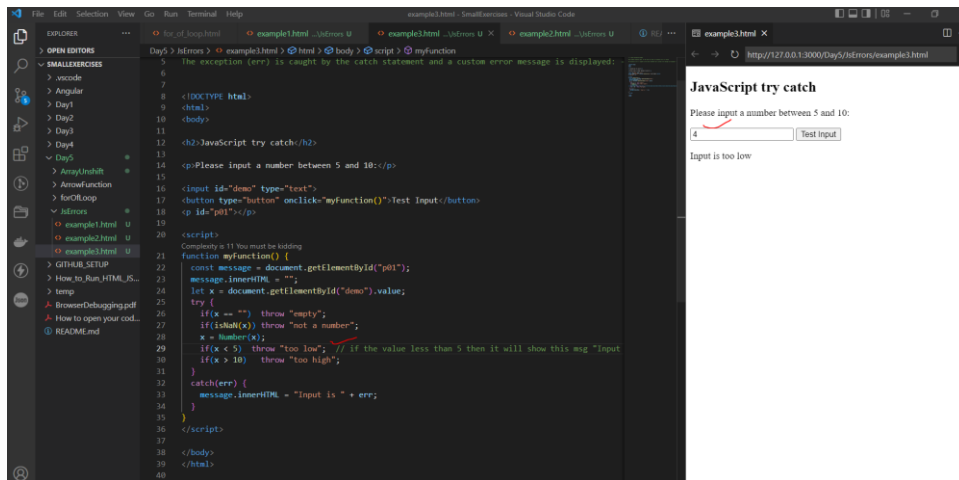 File Edit Selection View Go Run Terminal Help
example3.html - SmallExercises - Visual Studio Code
EXPLORER
OPEN EDITORS
SMALLEXERCISES
.vscode
Angular
Day1
Day2
Day3
Day4
Day5
ArrayUnshift
ArrowFunction
forOfLoop
JsErrors
example1.html U
example2.html U
example3.html U
GITHUB_SETUP
How_to_Run_HTML_JS...
temp
BrowserDebugging.pdf
How to open your cod...
README.md
for_of_loop.html
example1.html ...\JsErrors U
example3.html ...\JsErrors U
example2.html ...\JsErrors U
Day5 > JsErrors > example3.html > html > body > script > myFunction
5 The exception (err) is caught by the catch statement and a custom error message is displayed:
6
7
8 <!DOCTYPE html>
9 <html>
10 <body>
11
12 <h2>JavaScript try catch</h2>
13
14 <p>Please input a number between 5 and 10:</p>
15
16 <input id="demo" type="text">
17 <button type="button" onclick="myFunction()">Test Input</button>
18 <p id="p01"></p>
19
20 <script>
Complexity is 11 You must be kidding
21 function myFunction() {
22 const message = document.getElementById("p01");
23 message.innerHTML = "";
24 let x = document.getElementById("demo").value;
25 try {
26 if(x == "") throw "empty";
27 if(isNaN(x)) throw "not a number";
28 x = Number(x);
29 if(x < 5) throw "too low"; // if the value less than 5 then it will show this msg "Input
30 if(x > 10) throw "too high";
31 }
32 catch(err) {
33 message.innerHTML = "Input is " + err;
34 }
35 }
36 </script>
37
38 </body>
39 </html>
40
example3.html
http://127.0.0.1:3000/Day5/JsErrors/example3.html
JavaScript try catch
Please input a number between 5 and 10:
4
Test Input
Input is too low